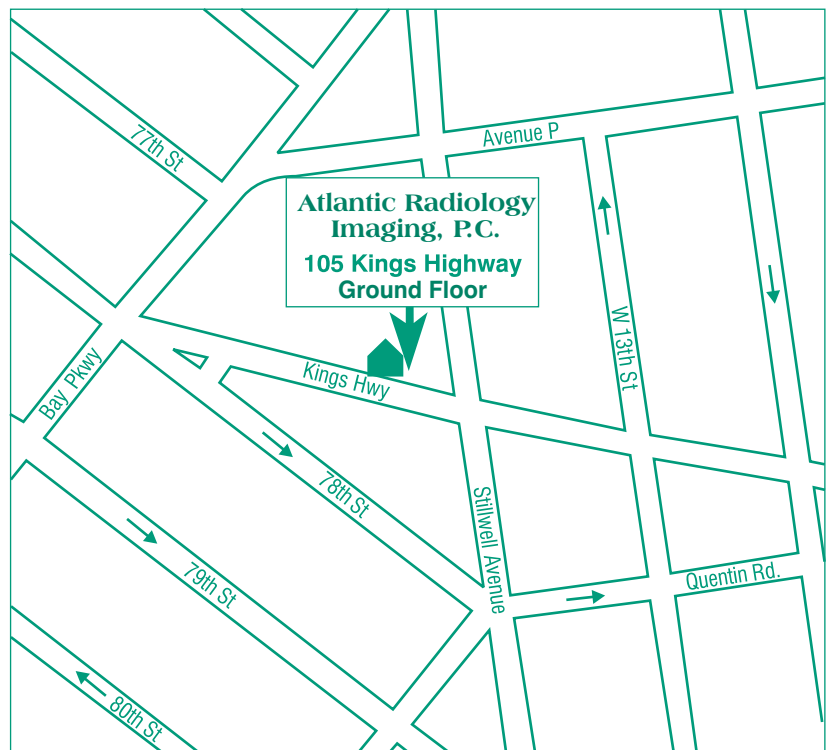 77th St
Avenue P
Atlantic Radiology
Imaging, P.C.
105 Kings Highway
Ground Floor
W 13th St
Bay Pkwy
Kings Hwy
78th St
Stillwell Avenue
79th St
Quentin Rd.
80th St